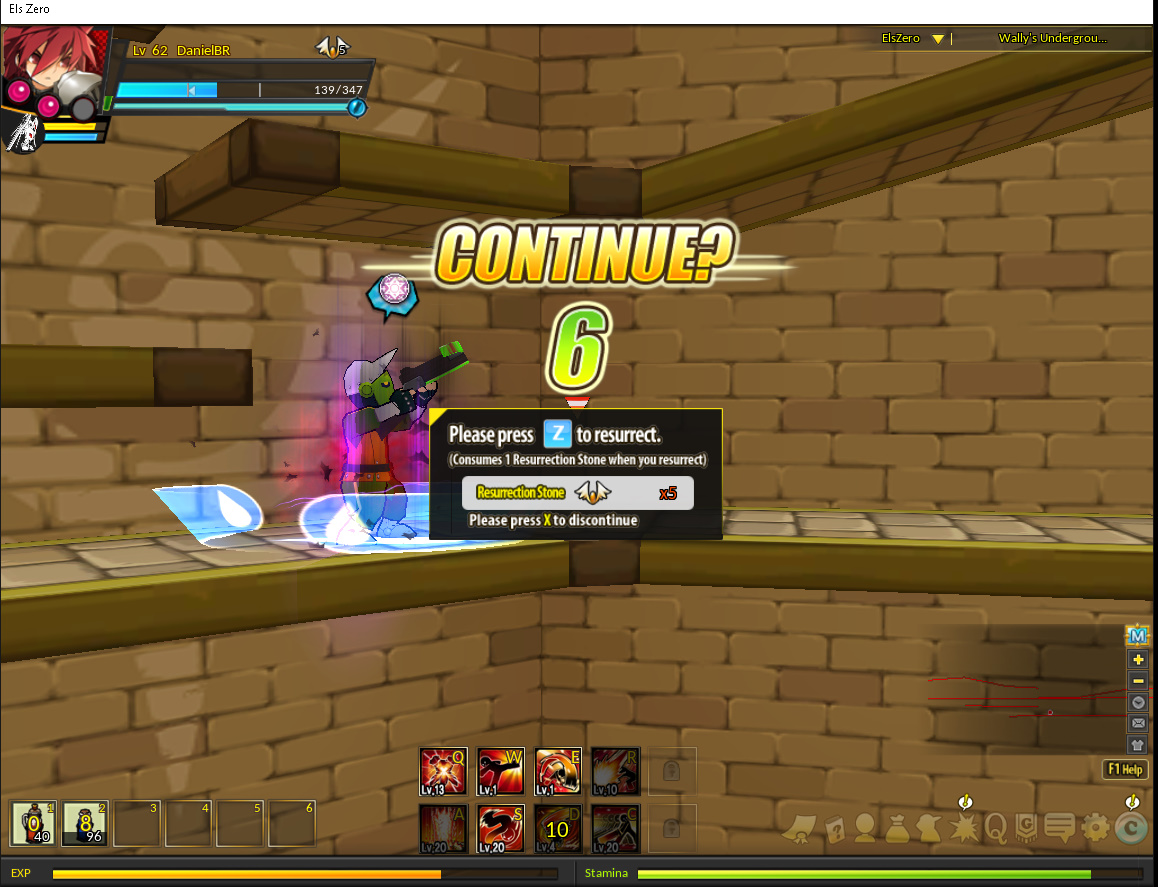 Els Zero
Lv 62 DanielBR
5
ElsZero
Wally's Undergrou...
139/347
CONTINUE?
6
Please press Z to resurrect.
(Consumes 1 Resurrection Stone when you resurrect)
Resurrection Stone x5
Please press X to discontinue
M
F1 Help
Q W E R
Lv,13 Lv,1 Lv,1 Lv,10
A S D
10
Lv,20 Lv,20 Lv,4 Lv,20
1 2 3 4 5 6
0 8
40 96
Q
C
EXP
Stamina